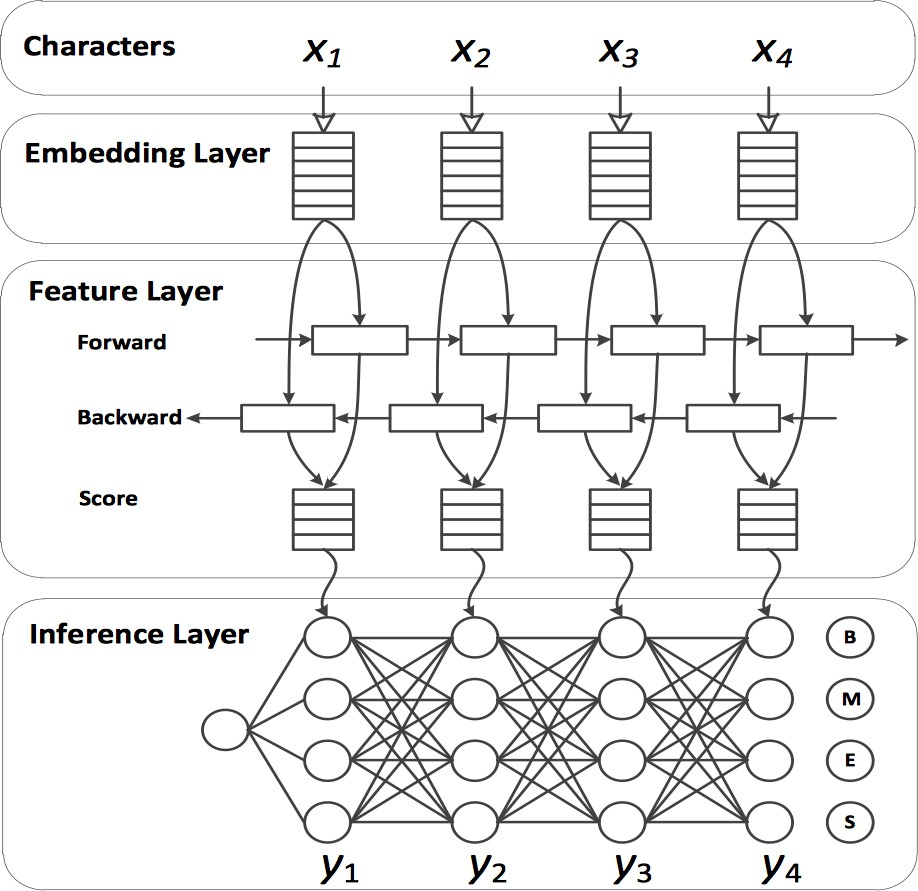 Characters x1 x2 x3 x4
Embedding Layer
Feature Layer
Forward
Backward
Score
Inference Layer
B
M
E
S
y1 y2 y3 y4